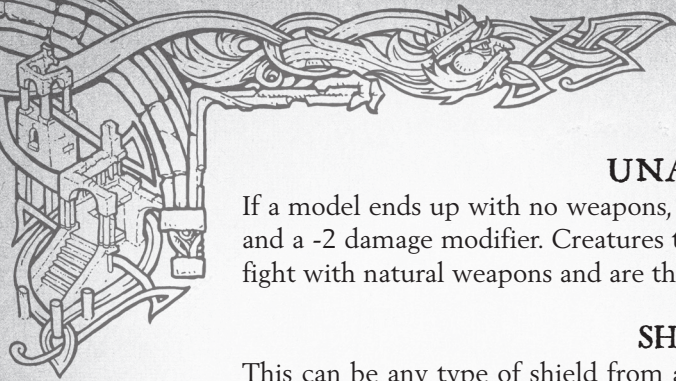 UNA
If a model ends up with no weapons,
and a -2 damage modifier. Creatures t
fight with natural weapons and are th
SH
This can be any type of shield from a